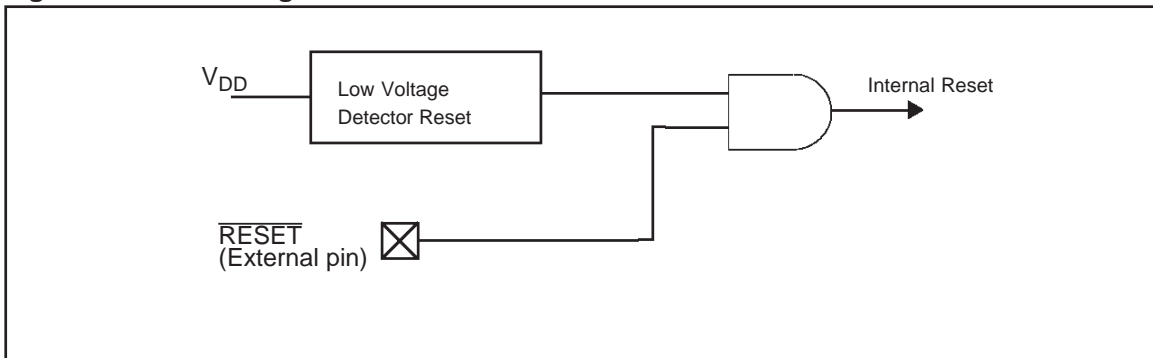 V_DD
Low Voltage
Detector Reset
Internal Reset
RESET
(External pin)